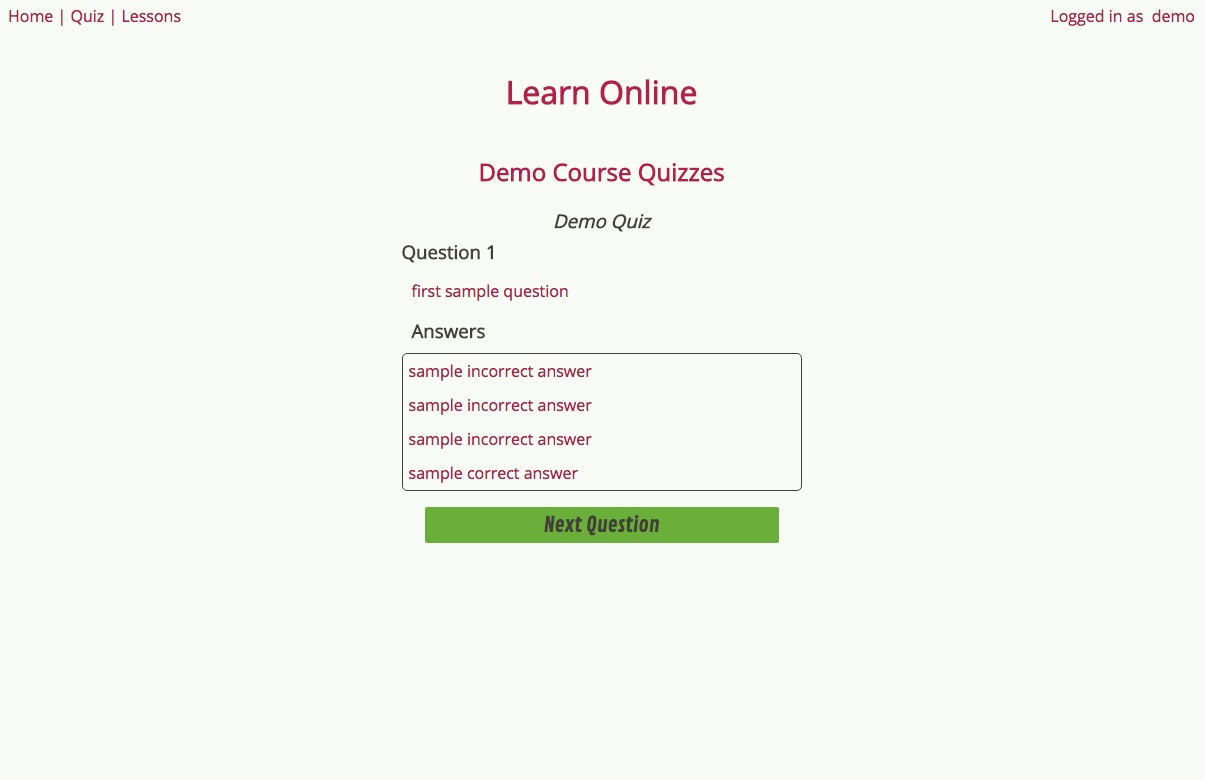 Home | Quiz | Lessons
Logged in as demo
Learn Online
Demo Course Quizzes
Demo Quiz
Question 1
first sample question
Answers
sample incorrect answer
sample incorrect answer
sample incorrect answer
sample correct answer
Next Question